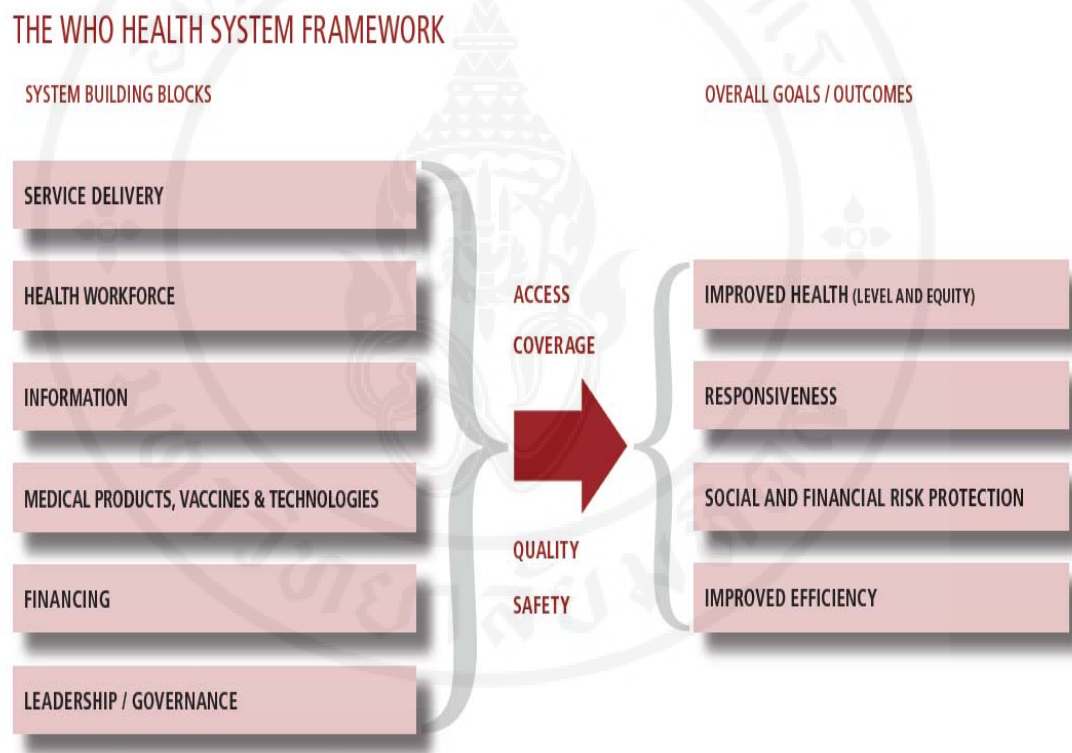 THE WHO HEALTH SYSTEM FRAMEWORK
SYSTEM BUILDING BLOCKS
OVERALL GOALS / OUTCOMES
SERVICE DELIVERY
HEALTH WORKFORCE
INFORMATION
MEDICAL PRODUCTS, VACCINES & TECHNOLOGIES
FINANCING
LEADERSHIP / GOVERNANCE
ACCESS
COVERAGE
QUALITY
SAFETY
IMPROVED HEALTH (LEVEL AND EQUITY)
RESPONSIVENESS
SOCIAL AND FINANCIAL RISK PROTECTION
IMPROVED EFFICIENCY